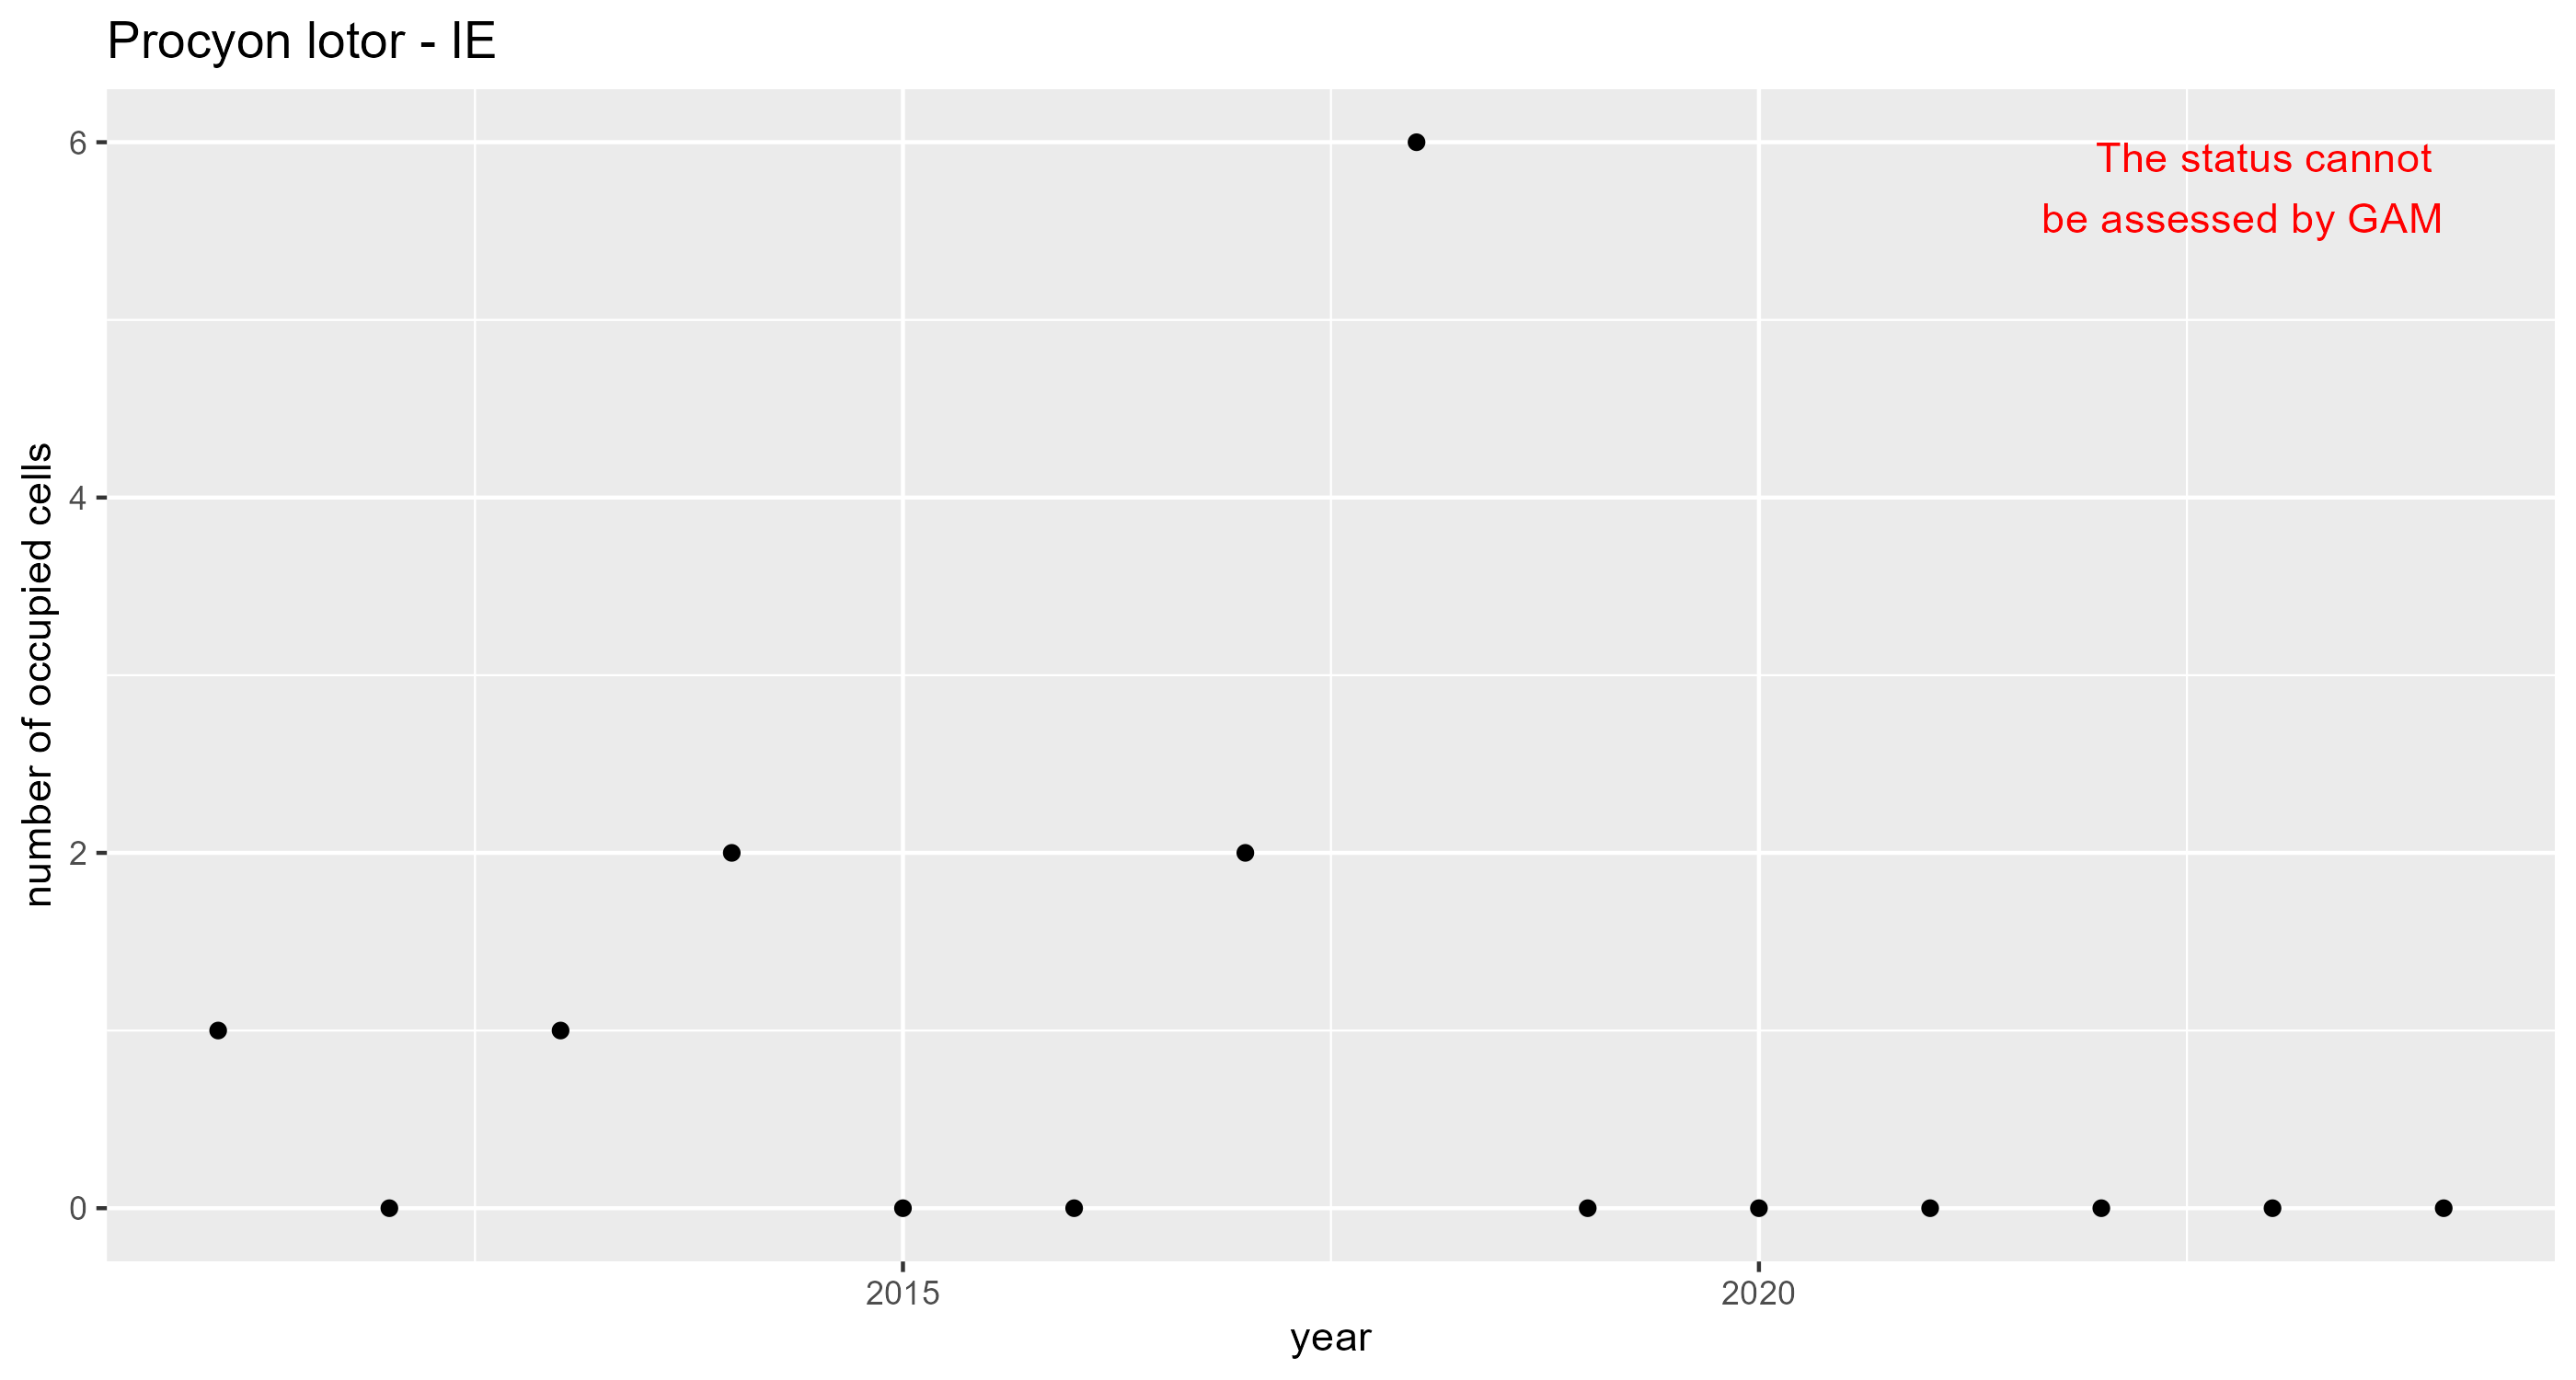 Procyon lotor - IE
The status cannot
be assessed by GAM
number of occupied cells
6
4
2
0
2015
2020
year